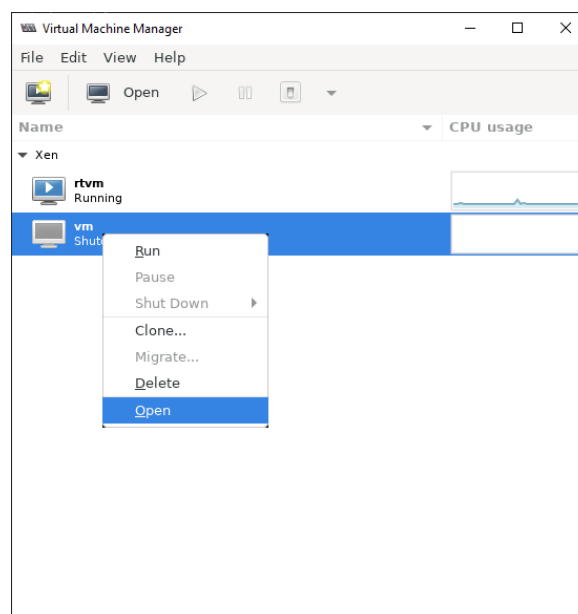 Virtual Machine Manager
File Edit View Help
Open
Name CPU usage
Xen
rtvm
Running
vm
Run
Pause
Shut Down
Clone...
Migrate...
Delete
Open